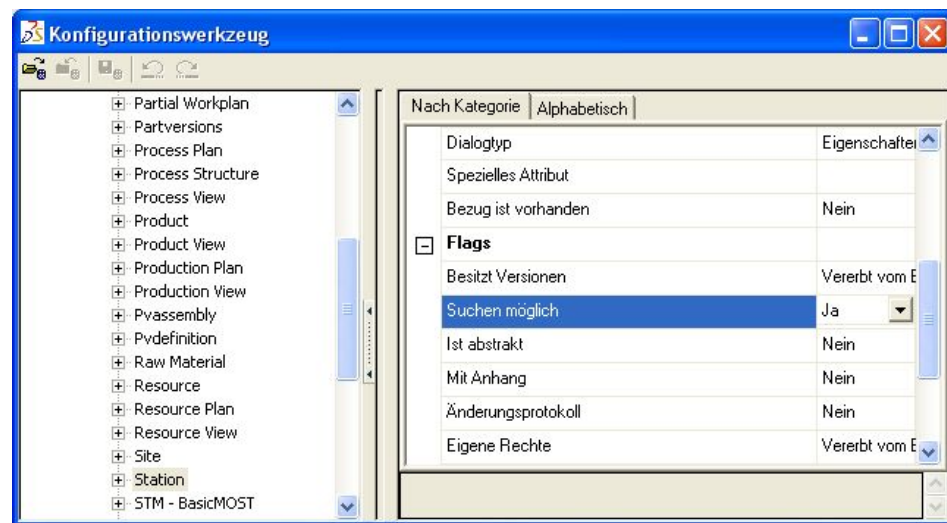 Konfigurationswerkzeug
Partial Workplan
Partversions
Process Plan
Process Structure
Process View
Product
Product View
Production Plan
Production View
Pvassembly
Pvdefinition
Raw Material
Resource
Resource Plan
Resource View
Site
Station
STM - BasicMOST
Nach Kategorie Alphabetisch
Dialogtyp Eigenschafter
Spezielles Attribut
Bezug ist vorhanden Nein
Flags
Besitzt Versionen Vererbt vom E
Suchen möglich Ja
Ist abstrakt Nein
Mit Anhang Nein
Änderungsprotokoll Nein
Eigene Rechte Vererbt vom E